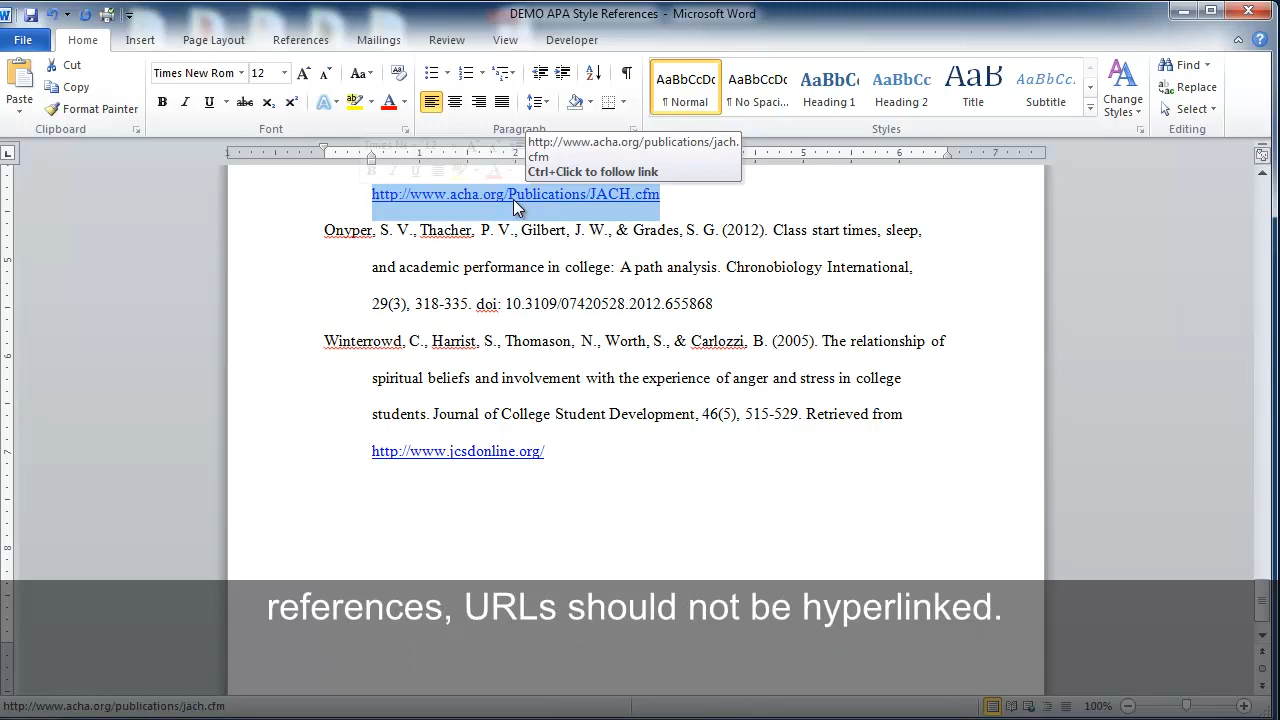 DEMO APA Style References - Microsoft Word
File Home Insert Page Layout References Mailings Review View Developer
Paste
Cut
Copy
Format Painter
Clipboard
Times New Rom 12
Font
Paragraph
AaBbCcDc ¶ Normal
AaBbCcDc ¶ No Spaci...
AaBbCc Heading 1
AaBbCc Heading 2
AaB Title
AaBbCc. Subtitle
Change Styles
Styles
Find
Replace
Select
Editing
http://www.acha.org/publications/jach.
cfm
Ctrl+Click to follow link
1 2 5 6 7
http://www.acha.org/Publications/JACH.cfm
Onyper, S. V., Thacher, P. V., Gilbert, J. W., & Grades, S. G. (2012). Class start times, sleep,
and academic performance in college: A path analysis. Chronobiology International,
29(3), 318-335. doi: 10.3109/07420528.2012.655868
Winterrowd, C., Harrist, S., Thomason, N., Worth, S., & Carlozzi, B. (2005). The relationship of
spiritual beliefs and involvement with the experience of anger and stress in college
students. Journal of College Student Development, 46(5), 515-529. Retrieved from
http://www.jcsdonline.org/
references, URLs should not be hyperlinked.
http://www.acha.org/publications/jach.cfm
100%